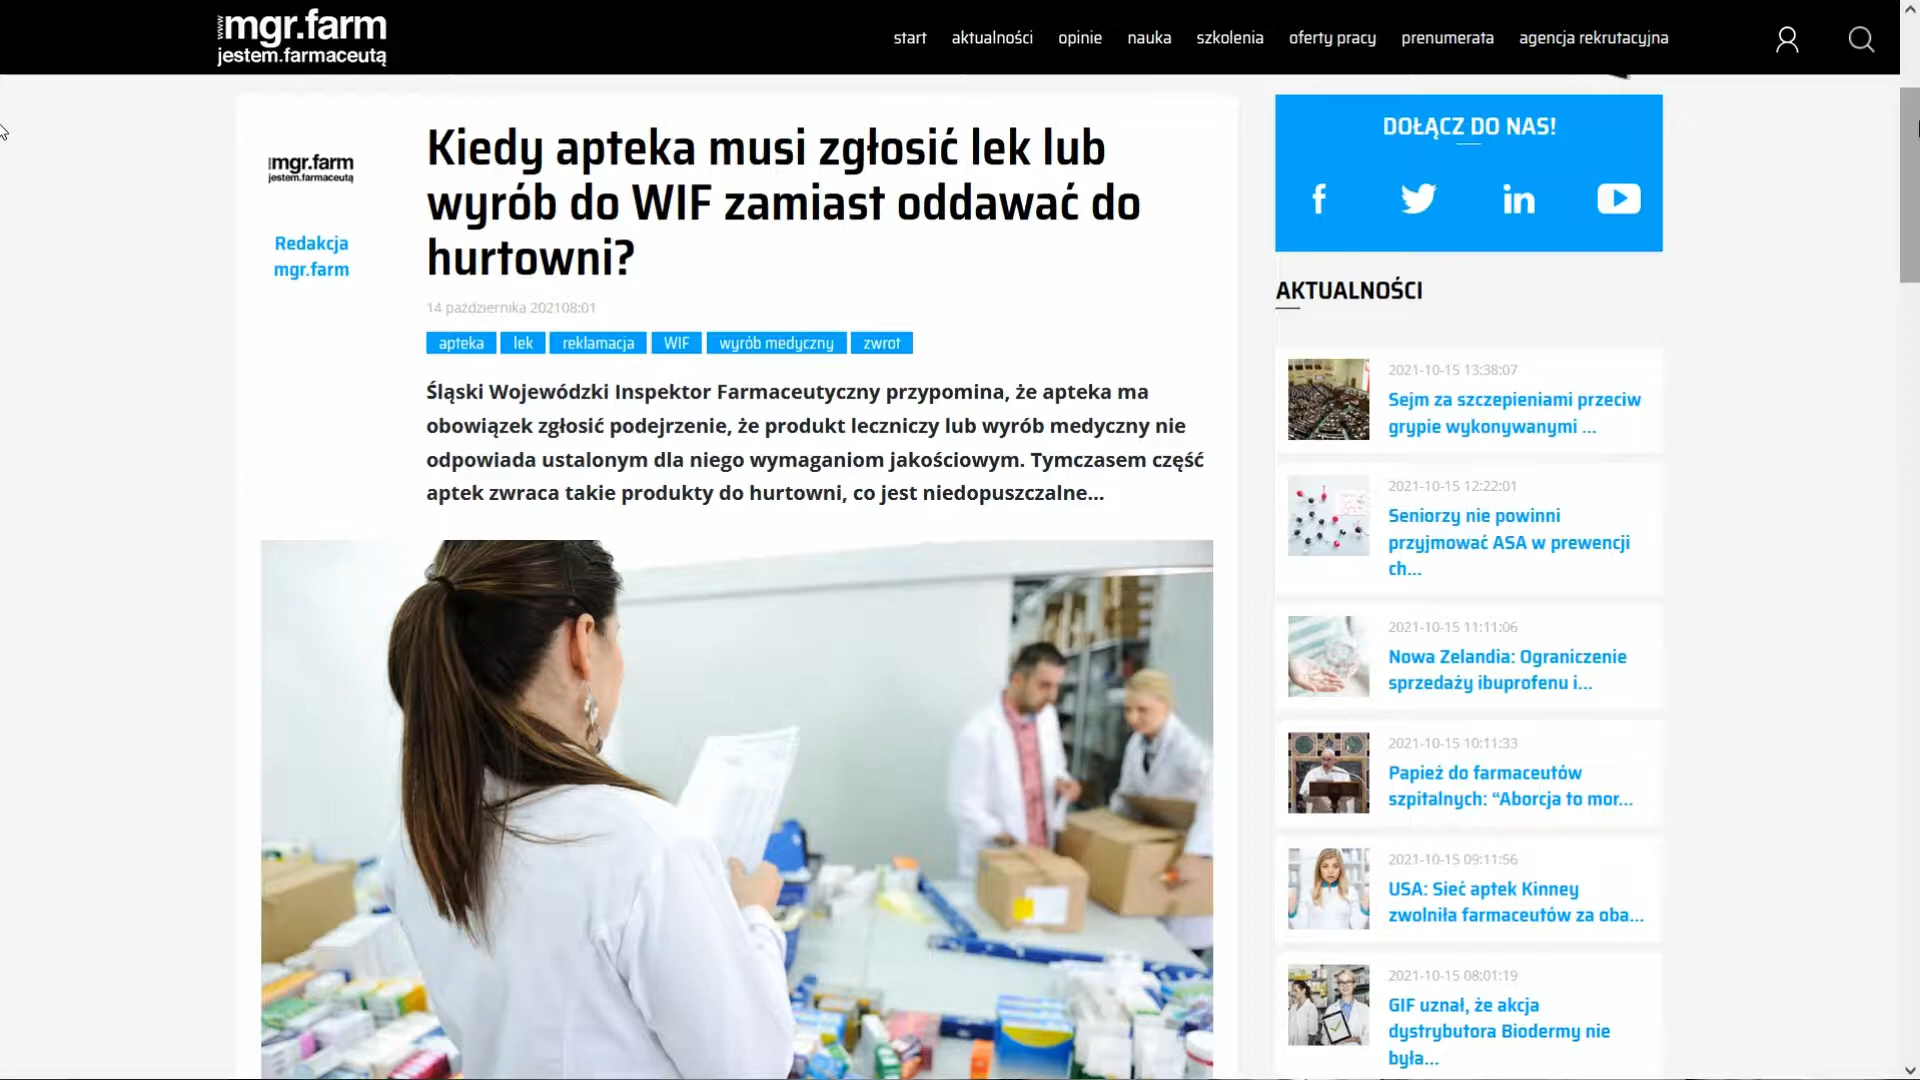 www.mgr.farm
jestem.farmaceutą
start aktualności opinie nauka szkolenia oferty pracy prenumerata agencja rekrutacyjna
mgr.farm
jestem.farmaceutą
Redakcja
mgr.farm
Kiedy apteka musi zgłosić lek lub
wyrób do WIF zamiast oddawać do
hurtowni?
14 października 202108:01
apteka lek reklamacja WIF wyrób medyczny zwrot
Śląski Wojewódzki Inspektor Farmaceutyczny przypomina, że apteka ma
obowiązek zgłosić podejrzenie, że produkt leczniczy lub wyrób medyczny nie
odpowiada ustalonym dla niego wymaganiom jakościowym. Tymczasem część
aptek zwraca takie produkty do hurtowni, co jest niedopuszczalne...
DOŁĄCZ DO NAS!
AKTUALNOŚCI
2021-10-15 13:38:07
Sejm za szczepieniami przeciw
grypie wykonywanymi ...
2021-10-15 12:22:01
Seniorzy nie powinni
przyjmować ASA w prewencji
ch...
2021-10-15 11:11:06
Nowa Zelandia: Ograniczenie
sprzedaży ibuprofenu i...
2021-10-15 10:11:33
Papież do farmaceutów
szpitalnych: “Aborcja to mor...
2021-10-15 09:11:56
USA: Sieć aptek Kinney
zwolniła farmaceutów za oba...
2021-10-15 08:01:19
GIF uznał, że akcja
dystrybutora Biodermy nie
była...